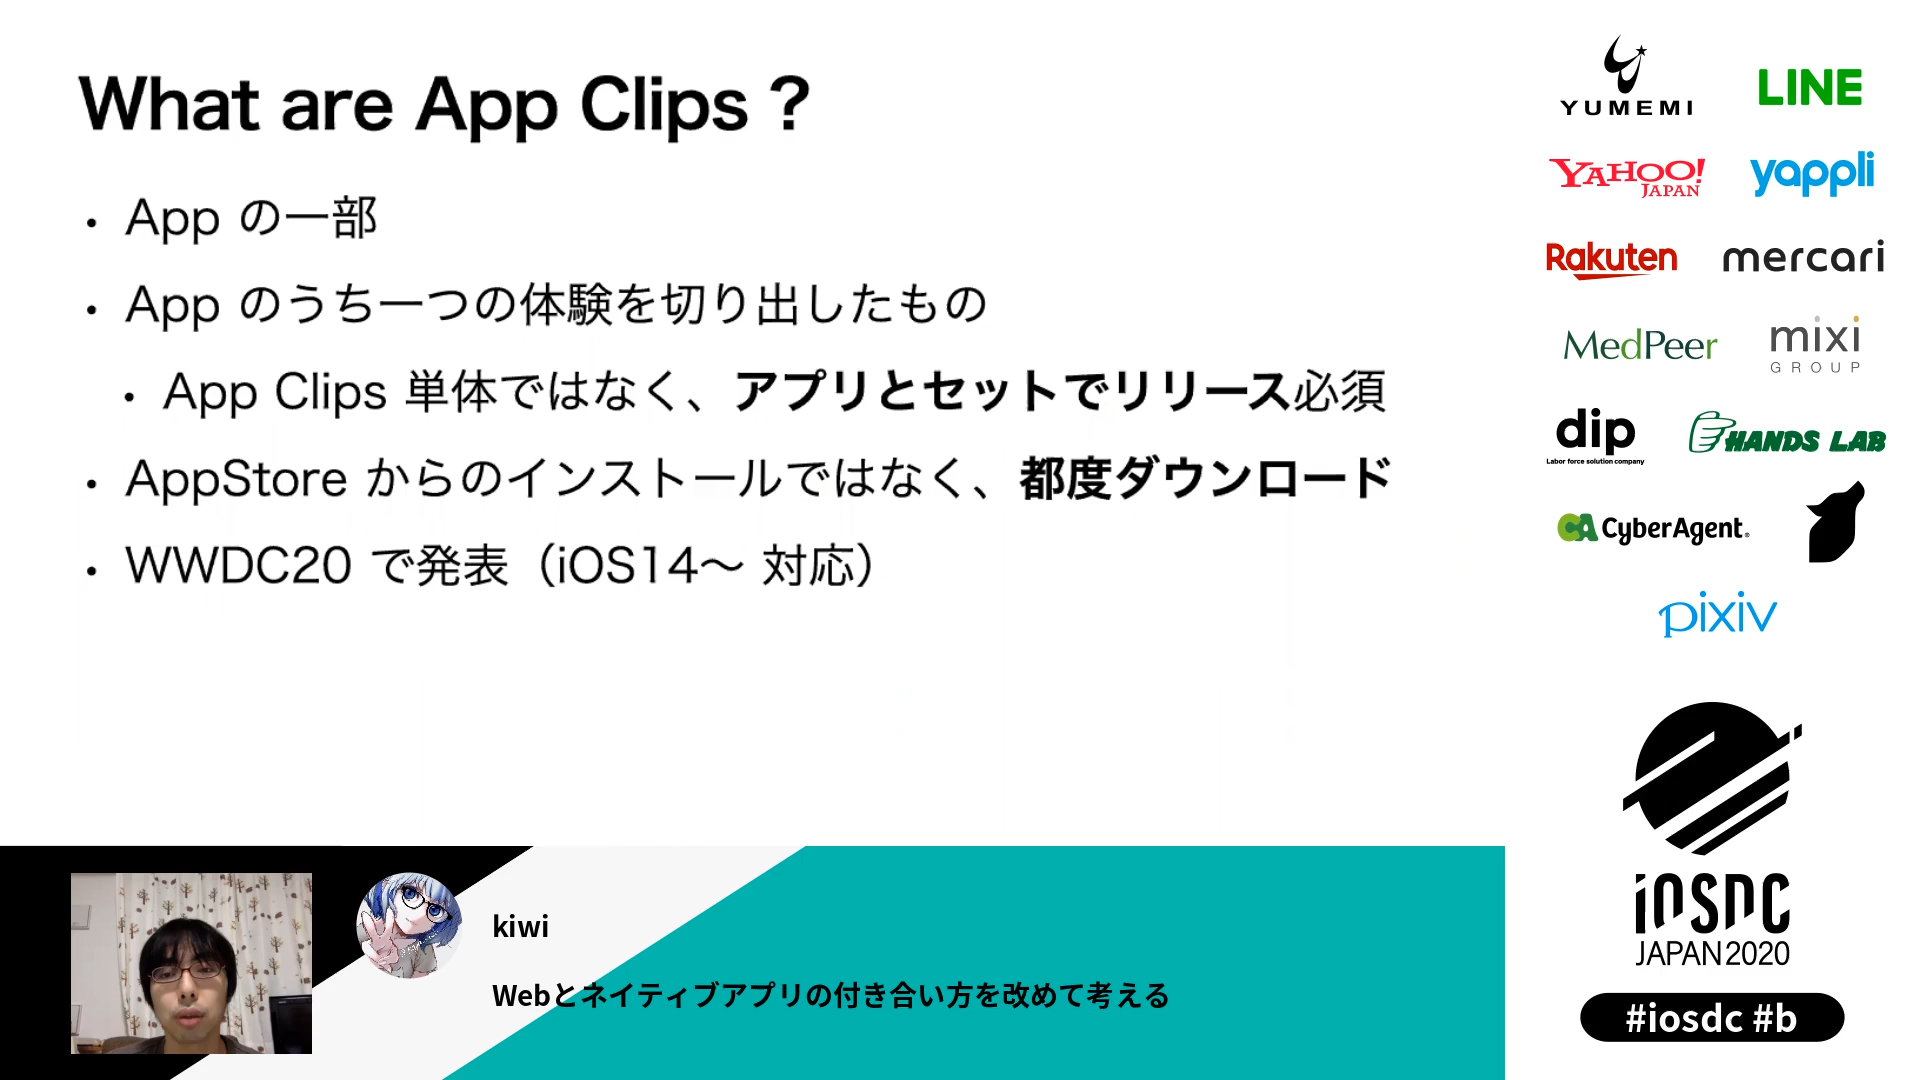 What are App Clips ?
• App の一部
• App のうち一つの体験を切り出したもの
• App Clips 単体ではなく、アプリとセットでリリース必須
• AppStore からのインストールではなく、都度ダウンロード
• WWDC20 で発表（iOS14〜 対応）
kiwi
Webとネイティブアプリの付き合い方を改めて考える
YUMEMI
LINE
YAHOO!
JAPAN
yappli
Rakuten
mercari
MedPeer
mixi
GROUP
dip
Labor force solution company
HANDS LAB
CA CyberAgent.
pixiv
iOSDC
JAPAN 2020
#iosdc #b